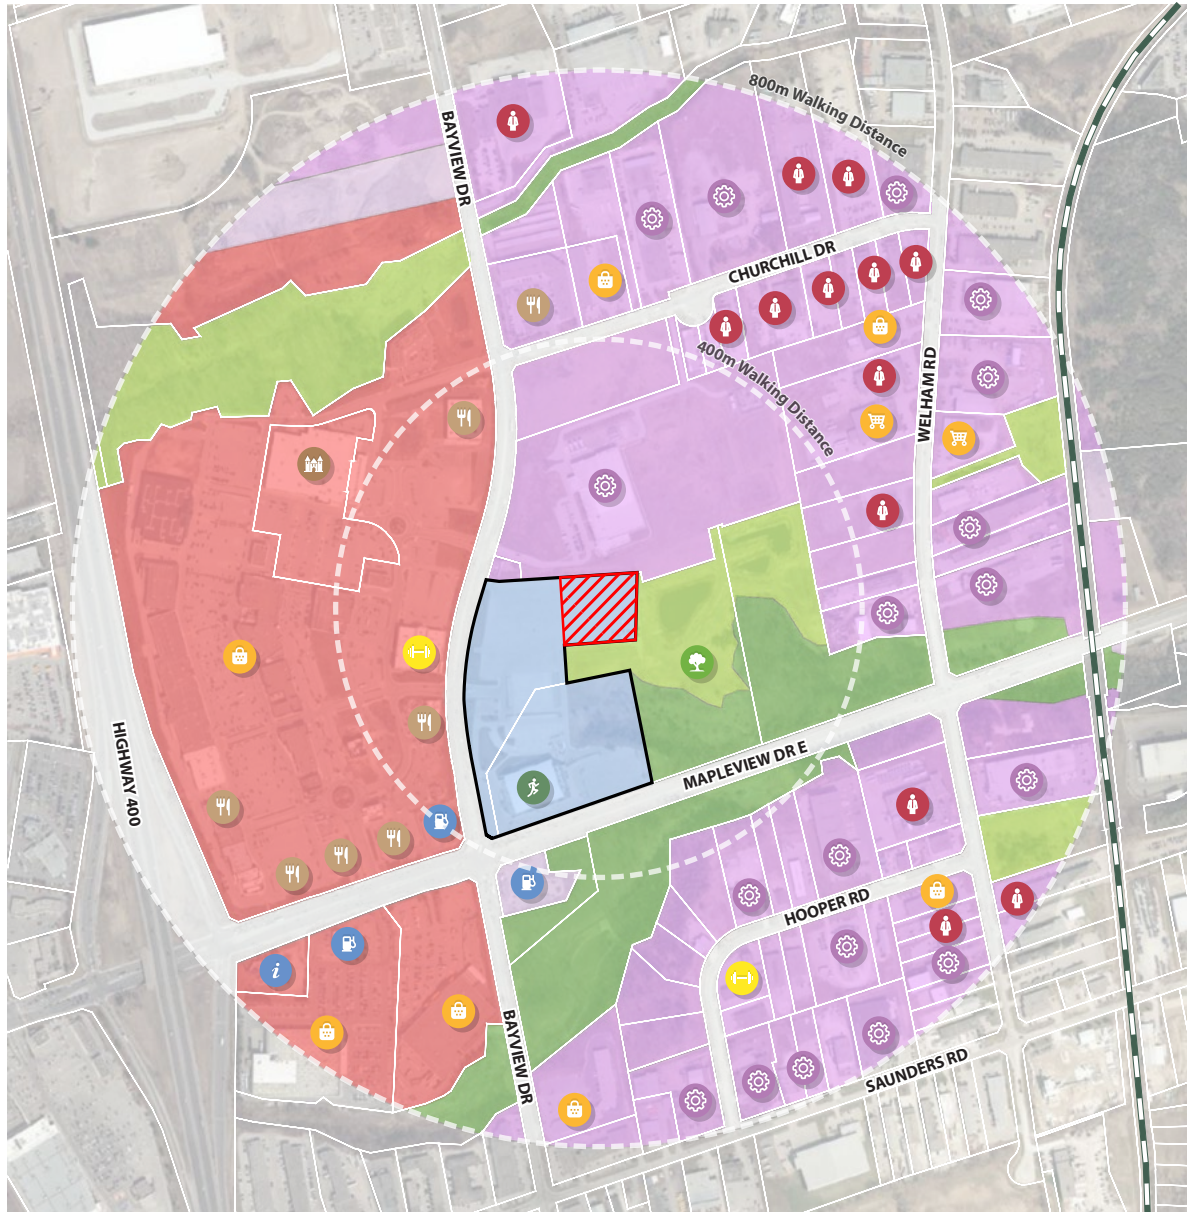 800m Walking Distance
BAYVIEW DR
CHURCHILL DR
400m Walking Distance
WELHAM RD
HIGHWAY 400
MAPLEVIEW DR E
HOOPER RD
i
BAYVIEW DR
SAUNDERS RD